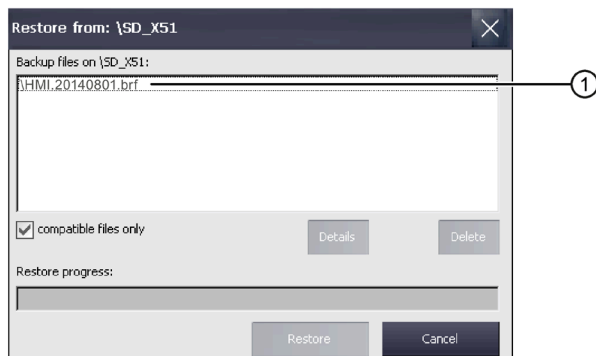 Restore from: \SD_X51
Backup files on \SD_X51:
\HMI.20140801.brf
1
compatible files only
Details
Delete
Restore progress:
Restore
Cancel